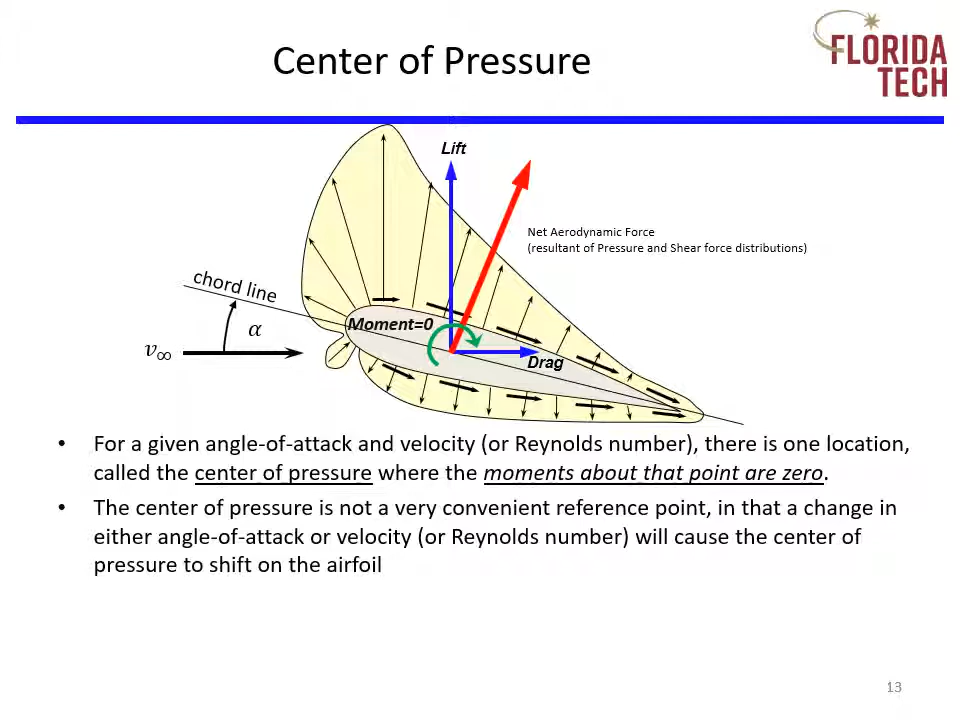 Center of Pressure
FLORIDA
TECH
Lift
Net Aerodynamic Force
(resultant of Pressure and Shear force distributions)
chord line
α
Moment=0
v∞
Drag
• For a given angle-of-attack and velocity (or Reynolds number), there is one location,
called the center of pressure where the moments about that point are zero.
• The center of pressure is not a very convenient reference point, in that a change in
either angle-of-attack or velocity (or Reynolds number) will cause the center of
pressure to shift on the airfoil
13